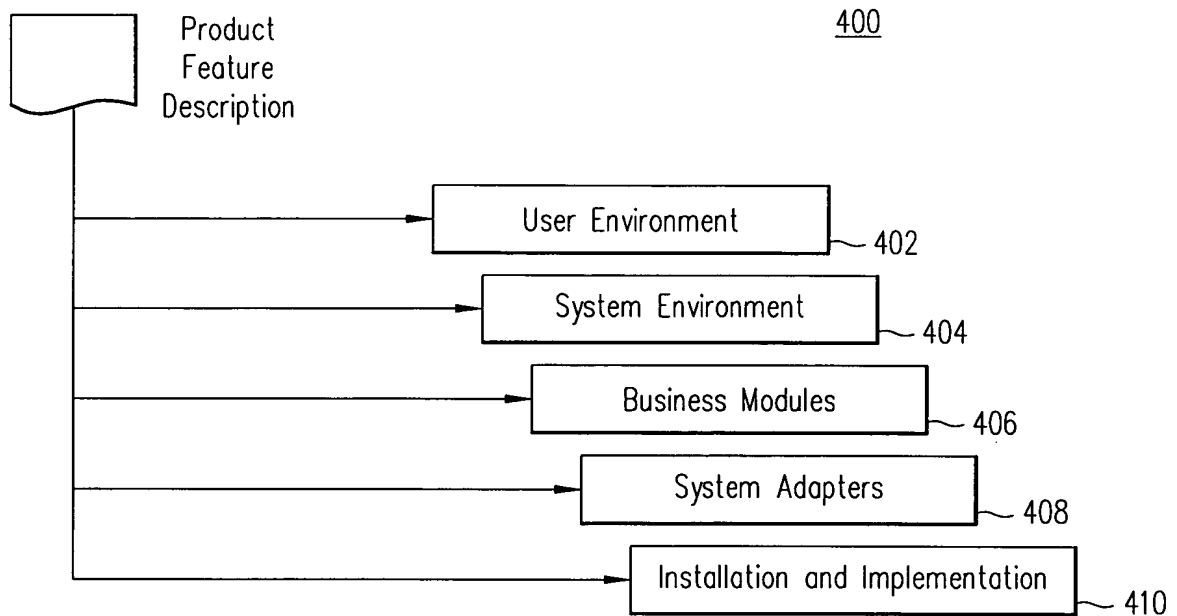 400
Product
Feature
Description
User Environment
402
System Environment
404
Business Modules
406
System Adapters
408
Installation and Implementation
410